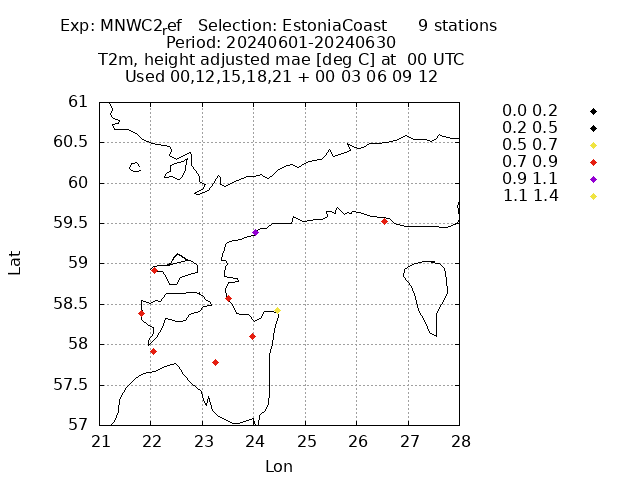 Exp: MNWC2ref Selection: EstoniaCoast 9 stations
Period: 20240601-20240630
T2m, height adjusted mae [deg C] at 00 UTC
Used 00,12,15,18,21 + 00 03 06 09 12
61
60.5
60
59.5
59
58.5
58
57.5
57
Lat
21 22 23 24 25 26 27 28
Lon
0.0 0.2
0.2 0.5
0.5 0.7
0.7 0.9
0.9 1.1
1.1 1.4